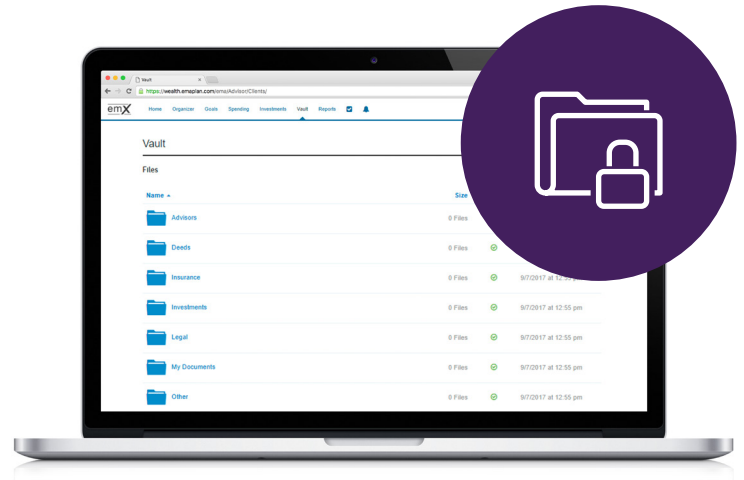 Vault
https://wealth.emaplan.com/ema/Advisor/Clients/
emX Home Organizer Goals Spending Investments Vault Reports
Vault
Files
Name Size
Advisors 0 Files
Deeds 0 Files
Insurance 0 Files 9/7/2017 at 12:55 pm
Investments 0 Files 9/7/2017 at 12:55 pm
Legal 0 Files 9/7/2017 at 12:55 pm
My Documents 0 Files 9/7/2017 at 12:55 pm
Other 0 Files 9/7/2017 at 12:55 pm